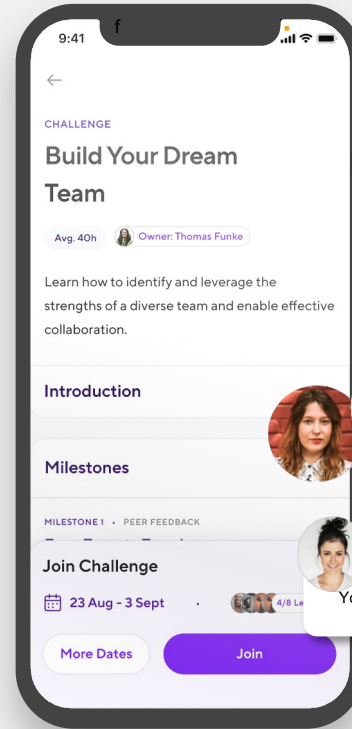 f
9:41
CHALLENGE
Build Your Dream
Team
Avg. 40h
Owner: Thomas Funke
Learn how to identify and leverage the
strengths of a diverse team and enable effective
collaboration.
Introduction
Milestones
MILESTONE 1 • PEER FEEDBACK
Join Challenge
23 Aug - 3 Sept
4/8 Le
Yo
More Dates
Join